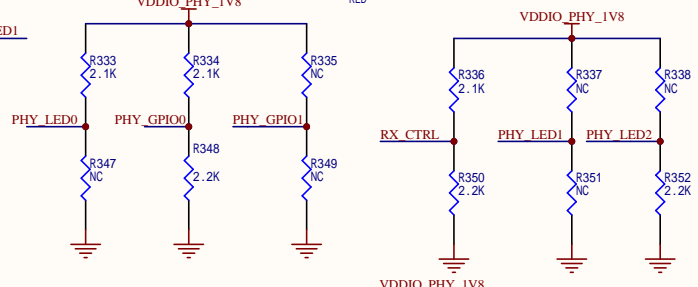 VDDIO_PHY_1V8
RED
ED1
R333
2.1K
R334
2.1K
R335
NC
PHY_LED0
PHY_GPIO0
PHY_GPIO1
R347
NC
R348
2.2K
R349
NC
VDDIO_PHY_1V8
R336
2.1K
R337
NC
R338
NC
RX_CTRL
PHY_LED1
PHY_LED2
R350
2.2K
R351
NC
R352
2.2K
VDDIO_PHY_1V8